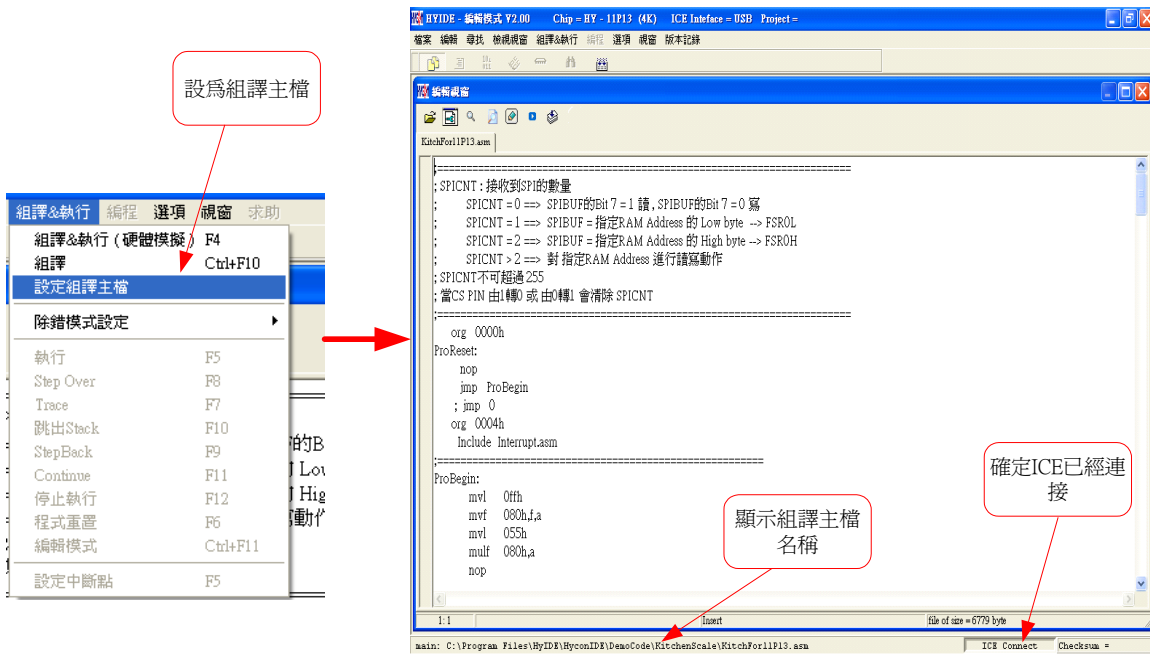 設爲組譯主檔
組譯&執行 編程 選項 視窗 求助
組譯&執行 ( 硬體模擬 ) F4
組譯 Ctrl+F10
設定組譯主檔
除錯模式設定
執行 F5
Step Over F8
Trace F7
跳出Stack F10
StepBack F9
Continue F11
停止執行 F12
程式重置 F6
編輯模式 Ctrl+F11
設定中斷點 F5
HYIDE - 編輯模式 V2.00 Chip = HY - 11P13 (4K) ICE Inteface = USB Project =
檔案 編輯 尋找 檢視視窗 組譯&執行 編程 選項 視窗 版本記錄
編輯視窗
KitchFor11P13.asm
;=====================================================================
; SPICNT : 接收到SPI的數量
; SPICNT = 0 ==> SPIBUF的Bit 7 = 1 讀 , SPIBUF的Bit 7 = 0 寫
; SPICNT = 1 ==> SPIBUF = 指定RAM Address 的 Low byte --> FSR0L
; SPICNT = 2 ==> SPIBUF = 指定RAM Address 的 High byte --> FSR0H
; SPICNT > 2 ==> 對 指定RAM Address 進行讀寫動作
; SPICNT不可超過255
; 當CS PIN 由1轉0 或 由0轉1 會清除 SPICNT
;=====================================================================
org 0000h
ProReset:
nop
jmp ProBegin
; jmp 0
org 0004h
Include Interrupt.asm
;======================================================
ProBegin:
mvl 0ffh
mvf 080h,f,a
mvl 055h
mulf 080h,a
nop
顯示組譯主檔
名稱
確定ICE已經連
接
1:1 Insert file of size = 6779 byte
main: C:\Program Files\HyIDE\HyconIDE\DemoCode\KitchenScale\KitchFor11P13.asm ICE Connect Checksum =